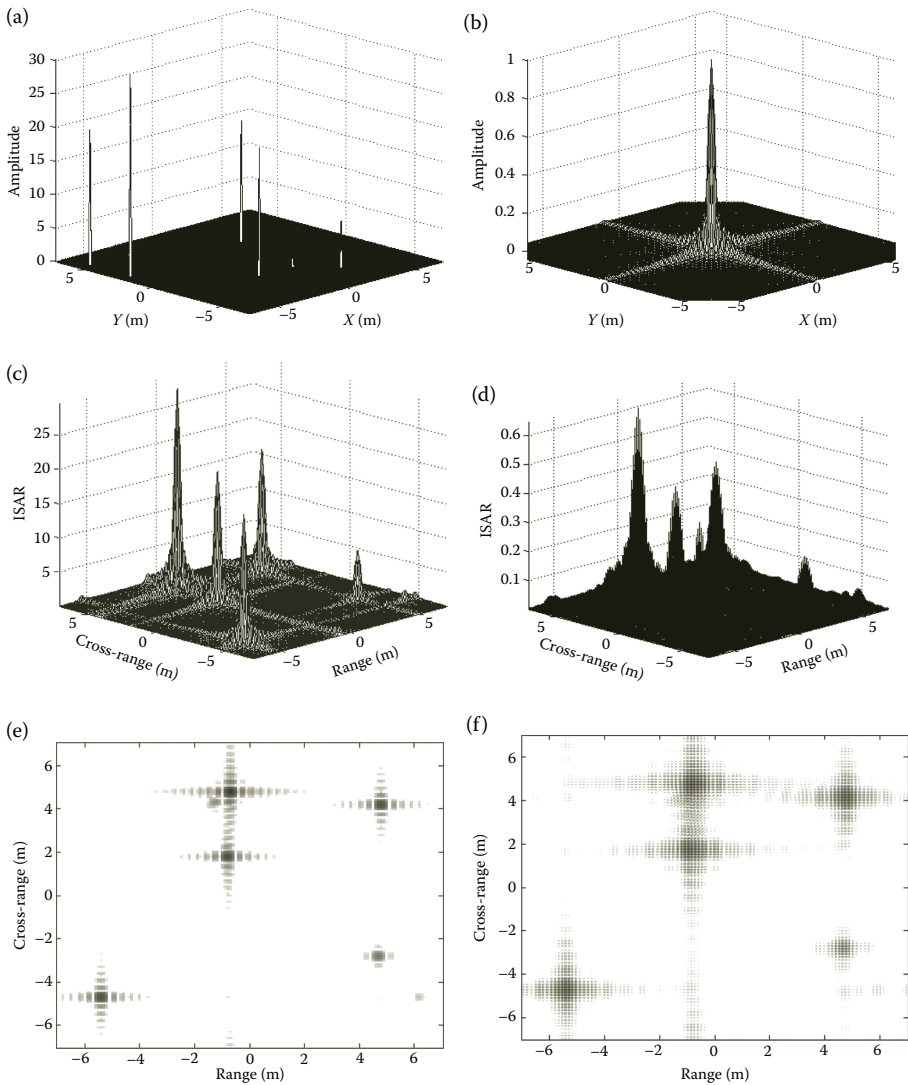 (a)
30
25
20
15
10
5
0
Amplitude
5
0
−5
Y (m)
−5
0
5
X (m)
(b)
1
0.8
0.6
0.4
0.2
0
Amplitude
5
0
−5
Y (m)
−5
0
5
X (m)
(c)
25
20
15
10
5
ISAR
5
0
−5
Cross-range (m)
−5
0
5
Range (m)
(d)
0.6
0.5
0.4
0.3
0.2
0.1
ISAR
5
0
−5
Cross-range (m)
−5
0
5
Range (m)
(e)
6
4
2
0
−2
−4
−6
Cross-range (m)
−6 −4 −2 0 2 4 6
Range (m)
(f)
6
4
2
0
−2
−4
−6
Cross-range (m)
−6 −4 −2 0 2 4 6
Range (m)